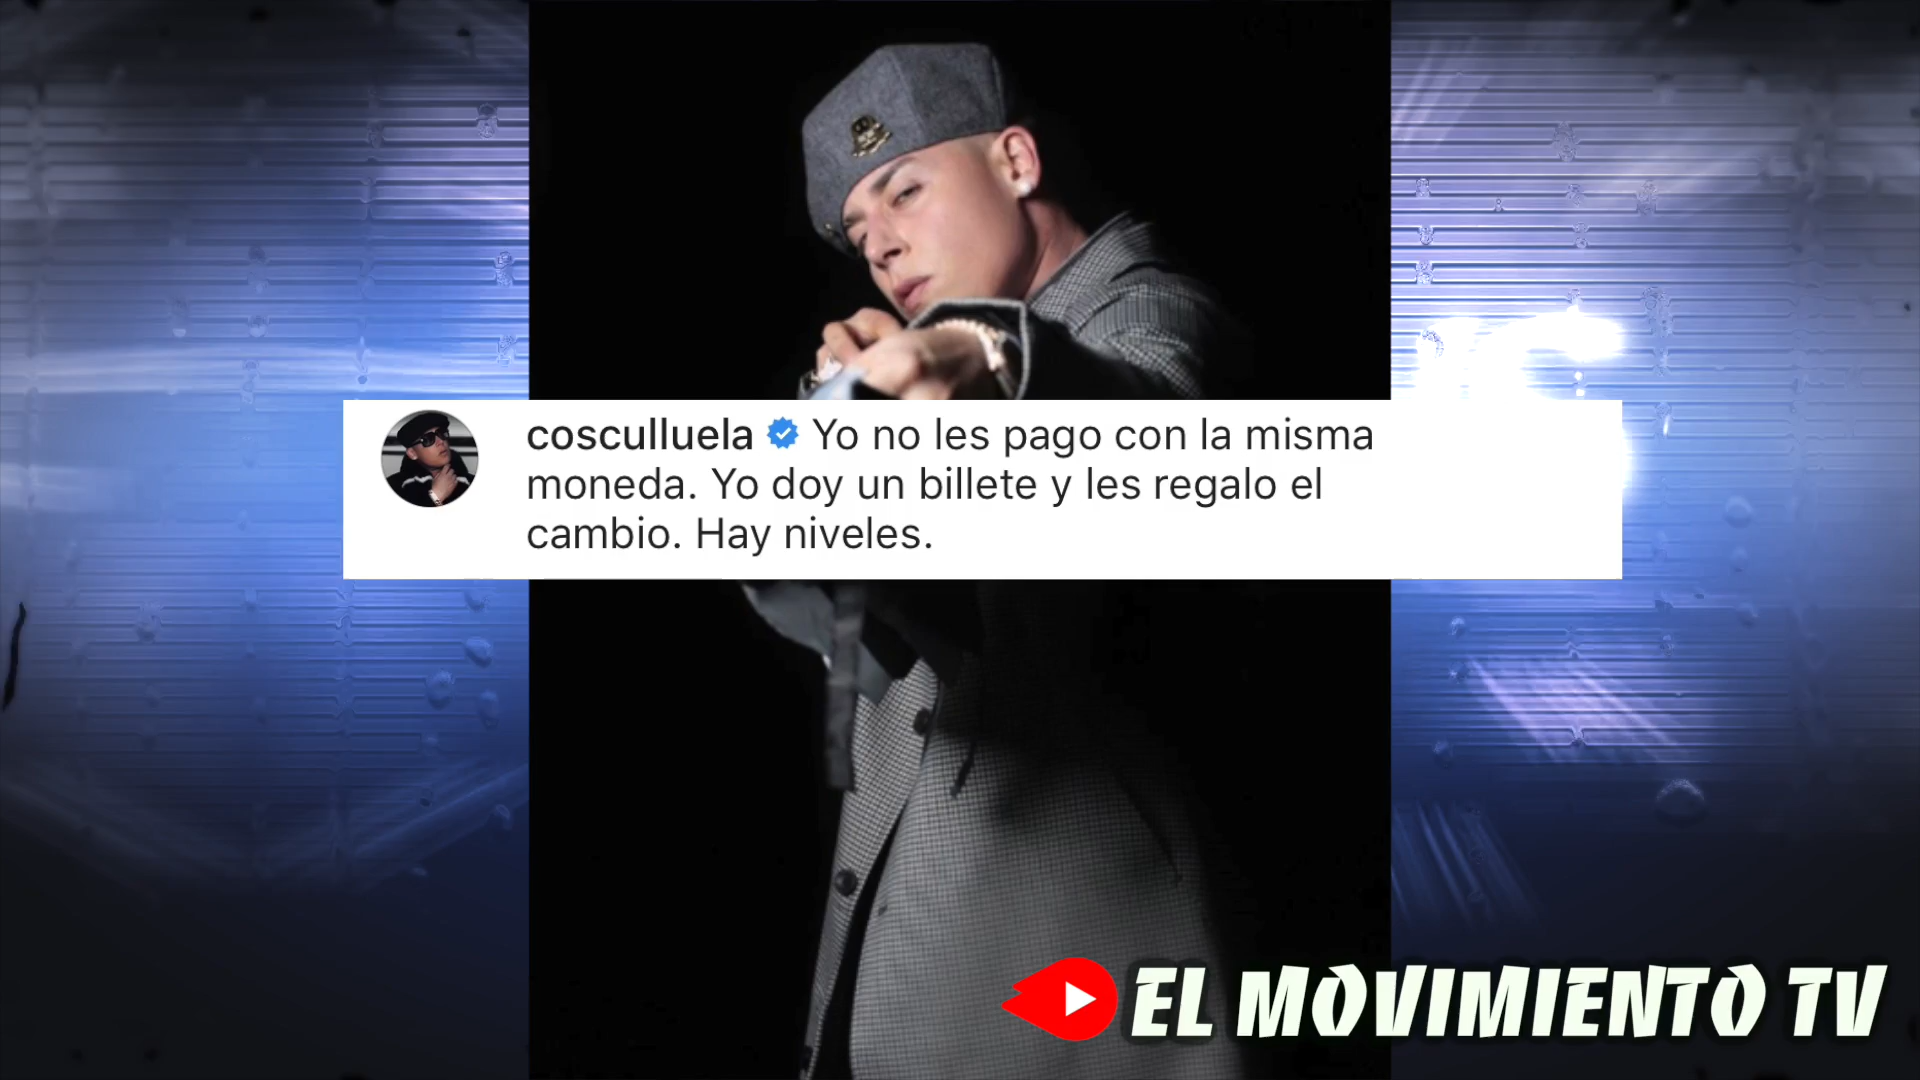 cosculluela Yo no les pago con la misma
moneda. Yo doy un billete y les regalo el
cambio. Hay niveles.
EL MOVIMIENTO TV